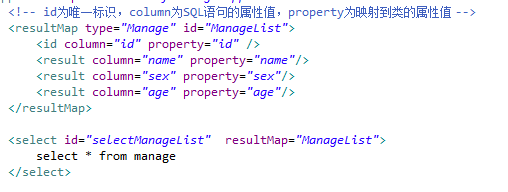 <!-- id为唯一标识，column为SQL语句的属性值，property为映射到类的属性值 -->
<resultMap type="Manage" id="ManageList">
<id column="id" property="id" />
<result column="name" property="name"/>
<result column="sex" property="sex"/>
<result column="age" property="age"/>
</resultMap>
<select id="selectManageList"  resultMap="ManageList">
select * from manage
</select>